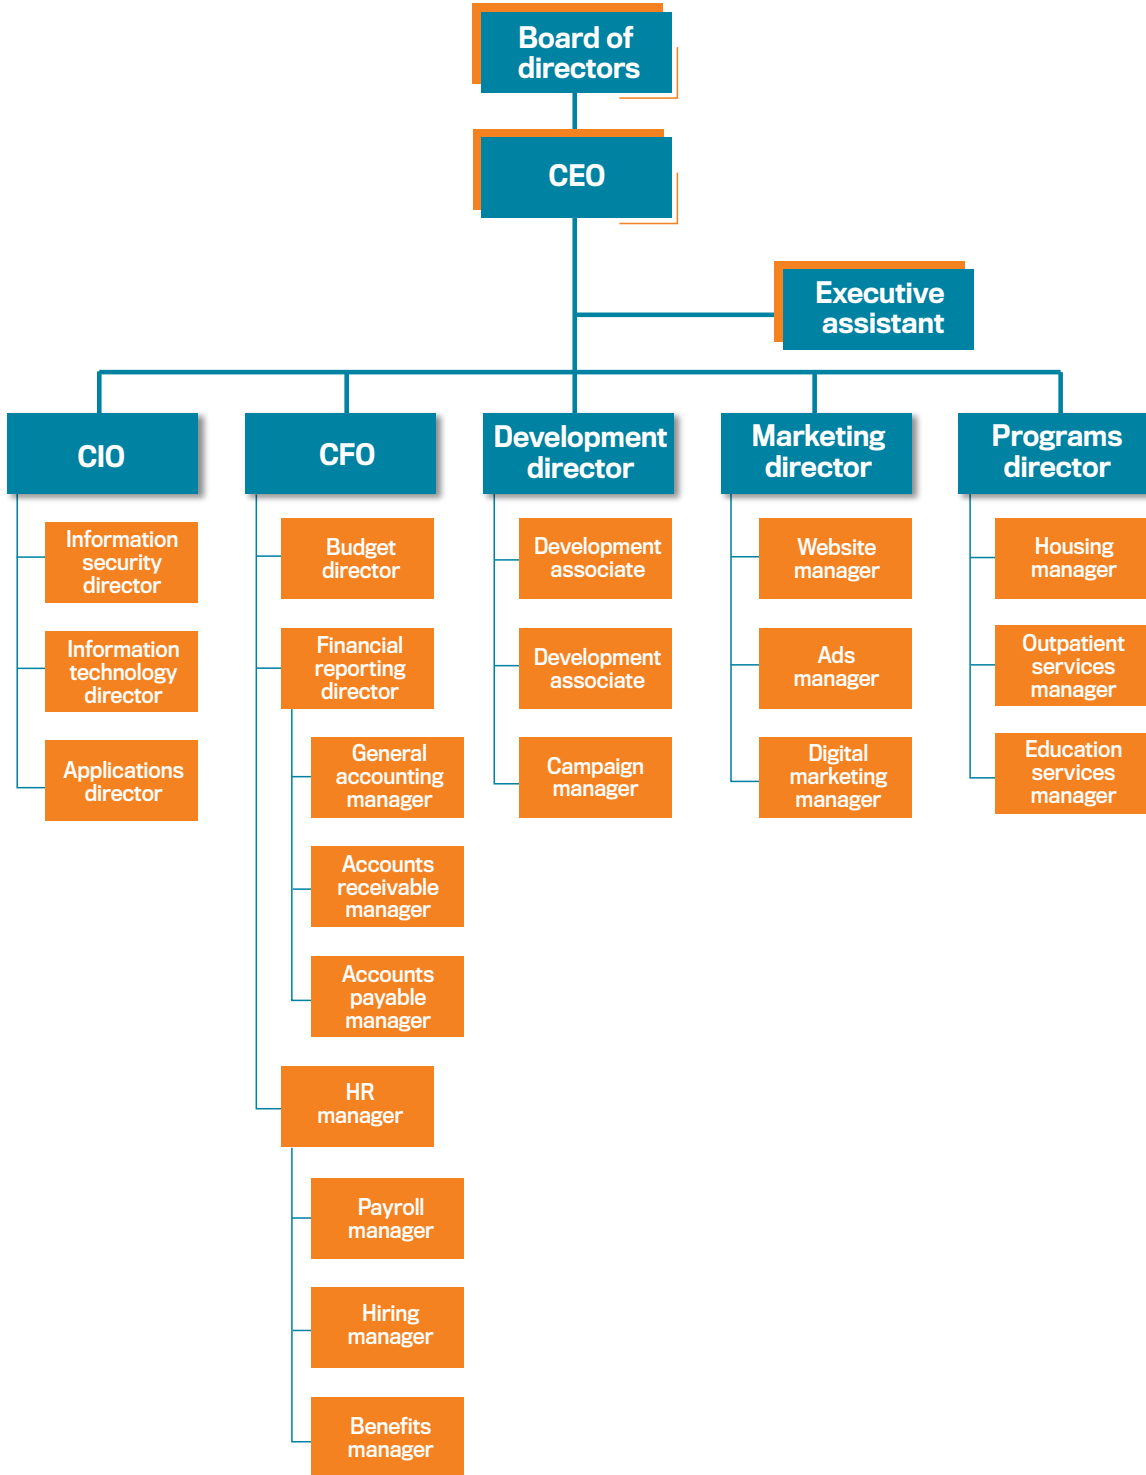 Board of
directors
CEO
Executive
assistant
CIO
CFO
Development
director
Marketing
director
Programs
director
Information
security
director
Information
technology
director
Applications
director
Budget
director
Financial
reporting
director
General
accounting
manager
Accounts
receivable
manager
Accounts
payable
manager
HR
manager
Payroll
manager
Hiring
manager
Benefits
manager
Development
associate
Development
associate
Campaign
manager
Website
manager
Ads
manager
Digital
marketing
manager
Housing
manager
Outpatient
services
manager
Education
services
manager